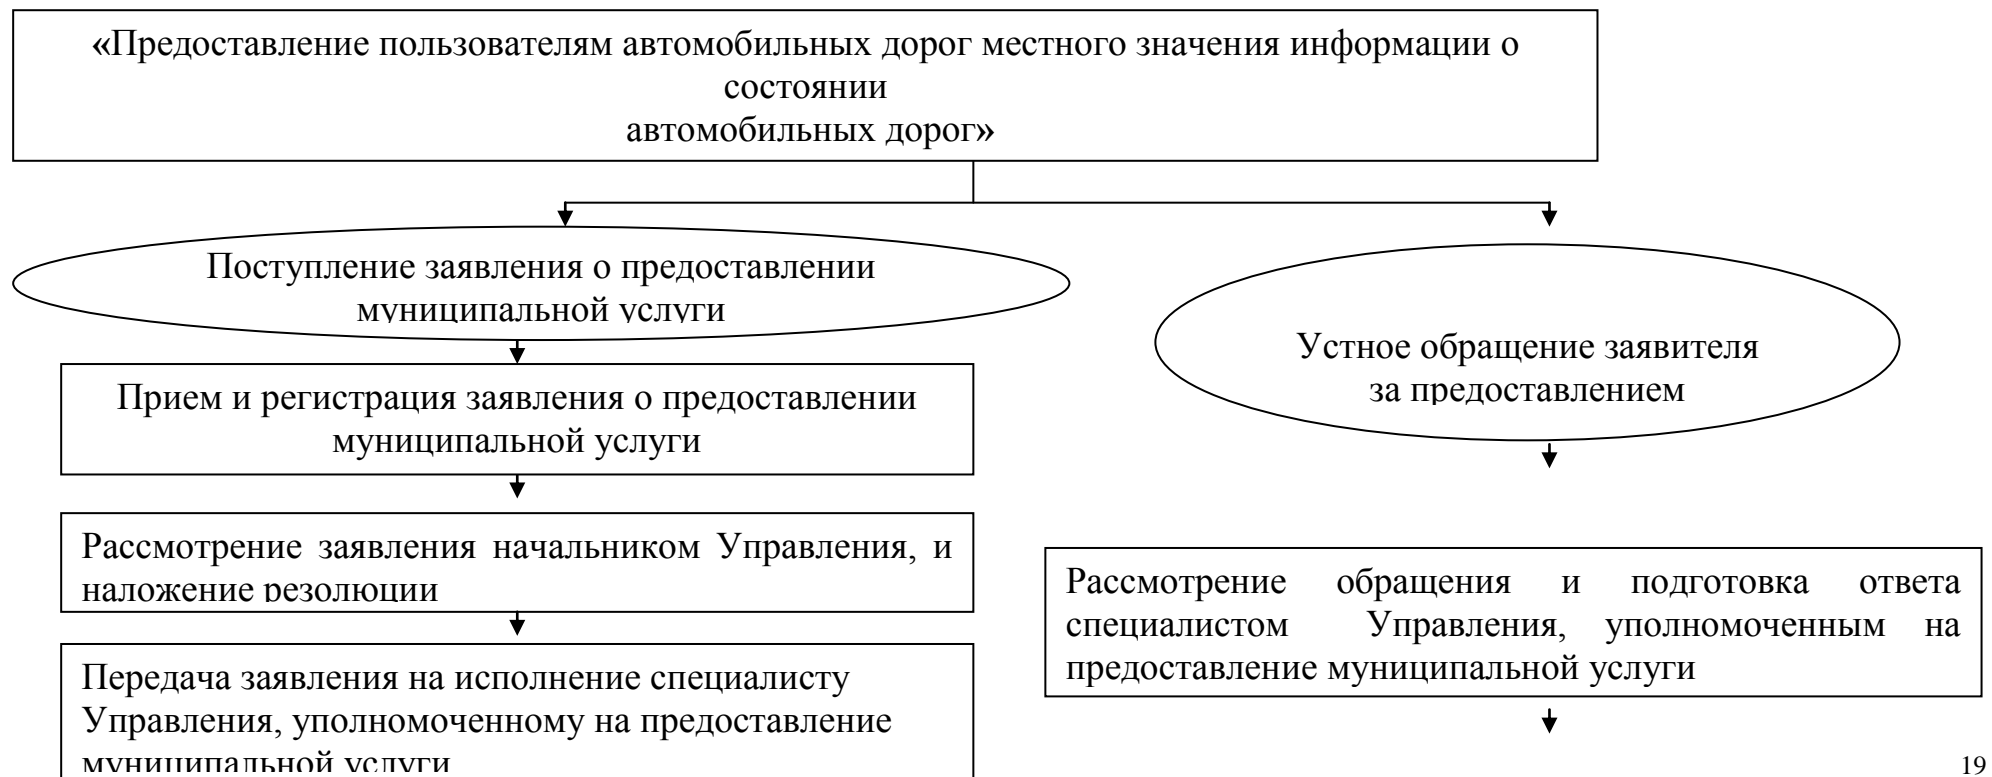 «Предоставление пользователям автомобильных дорог местного значения информации о
состоянии
автомобильных дорог»
Поступление заявления о предоставлении
муниципальной услуги
Прием и регистрация заявления о предоставлении
муниципальной услуги
Рассмотрение заявления начальником Управления, и
наложение резолюции
Передача заявления на исполнение специалисту
Управления, уполномоченному на предоставление
муниципальной услуги
Устное обращение заявителя
за предоставлением
Рассмотрение обращения и подготовка ответа
специалистом Управления, уполномоченным на
предоставление муниципальной услуги
19